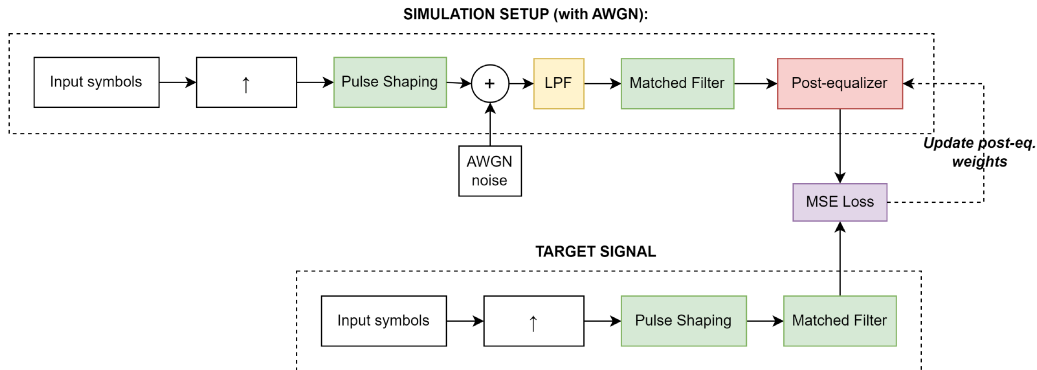 SIMULATION SETUP (with AWGN):
Input symbols
↑
Pulse Shaping
+
LPF
Matched Filter
Post-equalizer
AWGN
noise
Update post-eq.
weights
MSE Loss
TARGET SIGNAL
Input symbols
↑
Pulse Shaping
Matched Filter